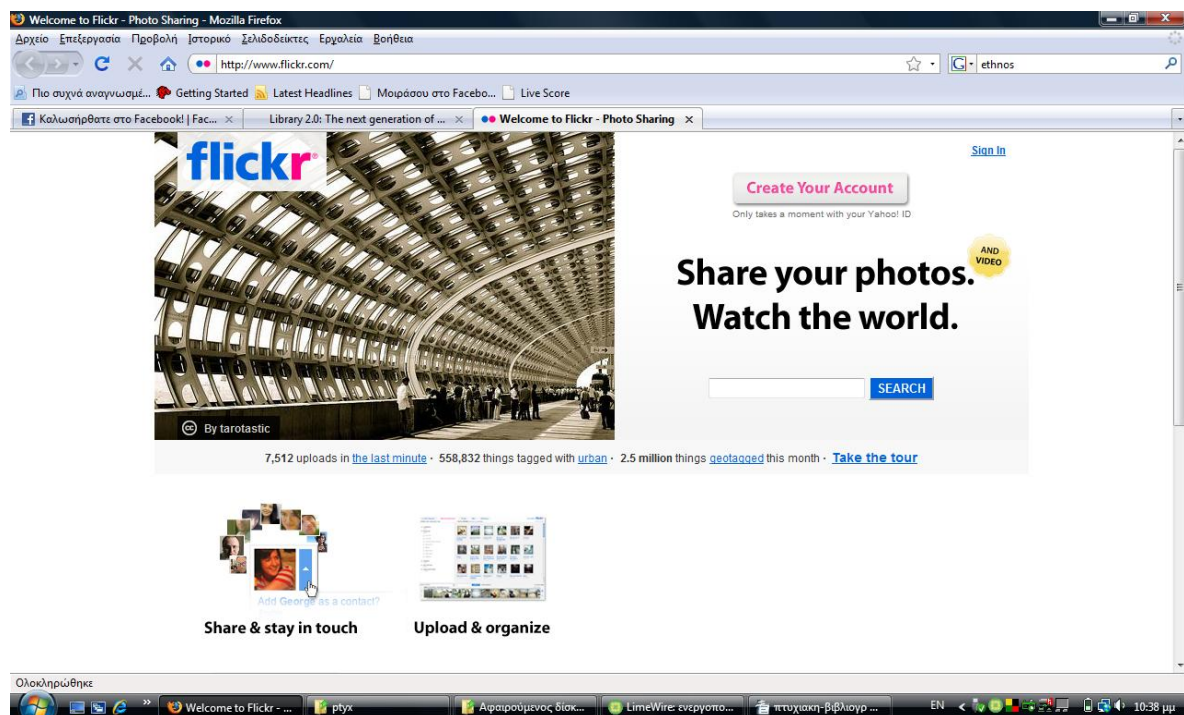 Welcome to Flickr - Photo Sharing - Mozilla Firefox
Αρχείο Επεξεργασία Προβολή Ιστορικό Σελιδοδείκτες Εργαλεία Βοήθεια
http://www.flickr.com/ ethnos
Πιο συχνά αναγνωσμέ... Getting Started Latest Headlines Μοιράσου στο Facebo... Live Score
Καλωσήρθατε στο Facebook! | Fac... Library 2.0: The next generation of ... Welcome to Flickr - Photo Sharing
flickr
Sign In
Create Your Account
Only takes a moment with your Yahoo! ID
AND
VIDEO
Share your photos.
Watch the world.
SEARCH
cc By tarotastic
7,512 uploads in the last minute · 558,832 things tagged with urban · 2.5 million things geotagged this month · Take the tour
Add George as a contact?
Share & stay in touch Upload & organize
Ολοκληρώθηκε
Welcome to Flickr - ... ptyx Αφαιρούμενος δίσκ... LimeWire: ενεργοπο... πτυχιακη-βιβλιογρ ... EN 10:38 μμ